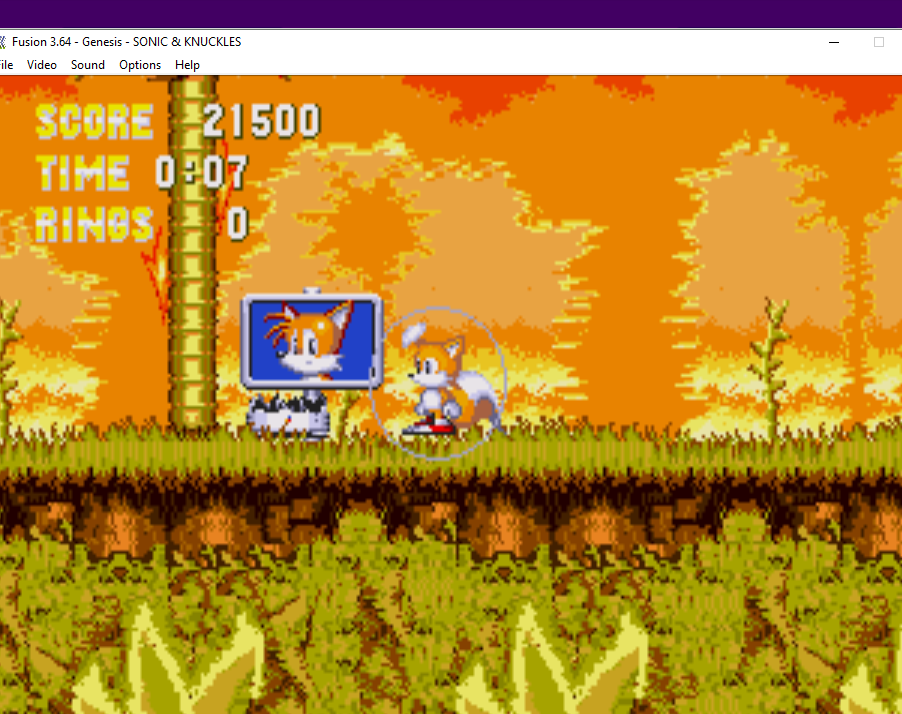 Fusion 3.64 - Genesis - SONIC & KNUCKLES
ile Video Sound Options Help
SCORE 21500
TIME 0:07
RINGS 0